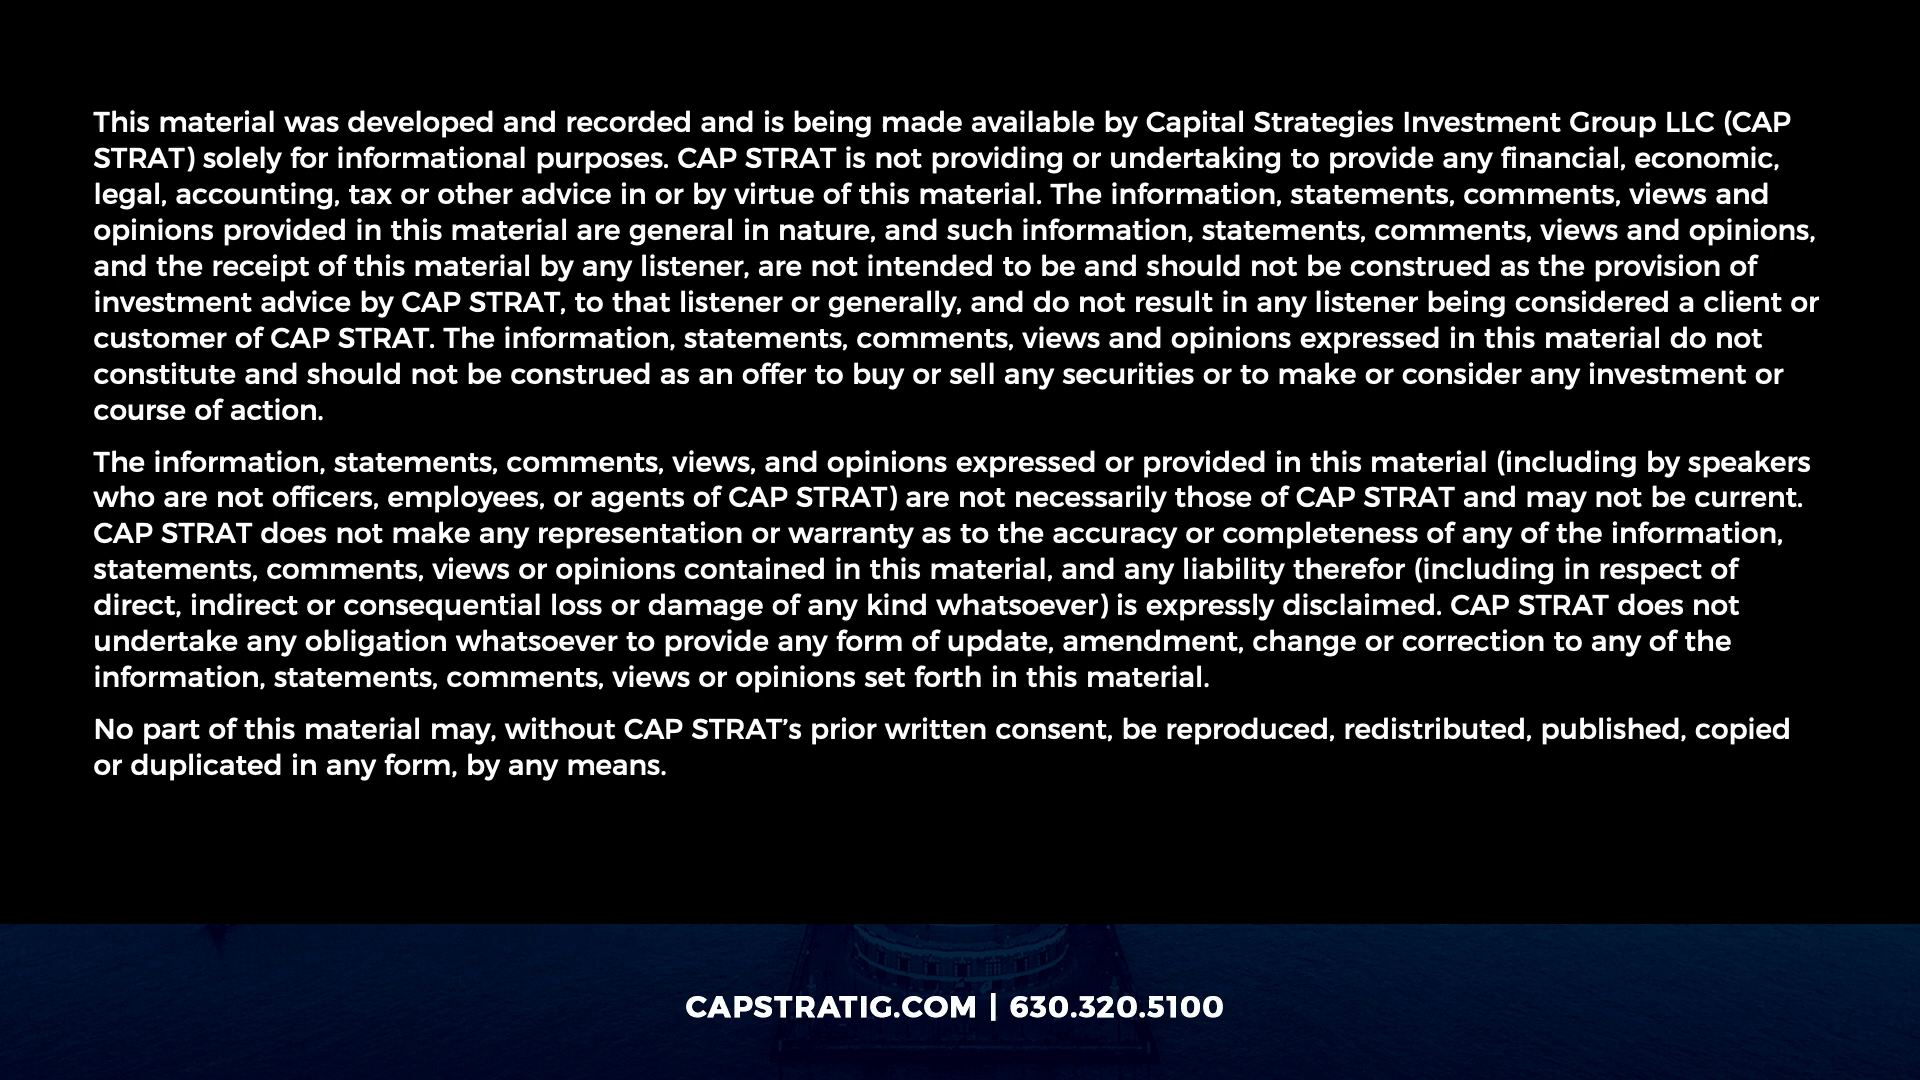 This material was developed and recorded and is being made available by Capital Strategies Investment Group LLC (CAP
STRAT) solely for informational purposes. CAP STRAT is not providing or undertaking to provide any financial, economic,
legal, accounting, tax or other advice in or by virtue of this material. The information, statements, comments, views and
opinions provided in this material are general in nature, and such information, statements, comments, views and opinions,
and the receipt of this material by any listener, are not intended to be and should not be construed as the provision of
investment advice by CAP STRAT, to that listener or generally, and do not result in any listener being considered a client or
customer of CAP STRAT. The information, statements, comments, views and opinions expressed in this material do not
constitute and should not be construed as an offer to buy or sell any securities or to make or consider any investment or
course of action.
The information, statements, comments, views, and opinions expressed or provided in this material (including by speakers
who are not officers, employees, or agents of CAP STRAT) are not necessarily those of CAP STRAT and may not be current.
CAP STRAT does not make any representation or warranty as to the accuracy or completeness of any of the information,
statements, comments, views or opinions contained in this material, and any liability therefor (including in respect of
direct, indirect or consequential loss or damage of any kind whatsoever) is expressly disclaimed. CAP STRAT does not
undertake any obligation whatsoever to provide any form of update, amendment, change or correction to any of the
information, statements, comments, views or opinions set forth in this material.
No part of this material may, without CAP STRAT’s prior written consent, be reproduced, redistributed, published, copied
or duplicated in any form, by any means.
CAPSTRATIG.COM | 630.320.5100